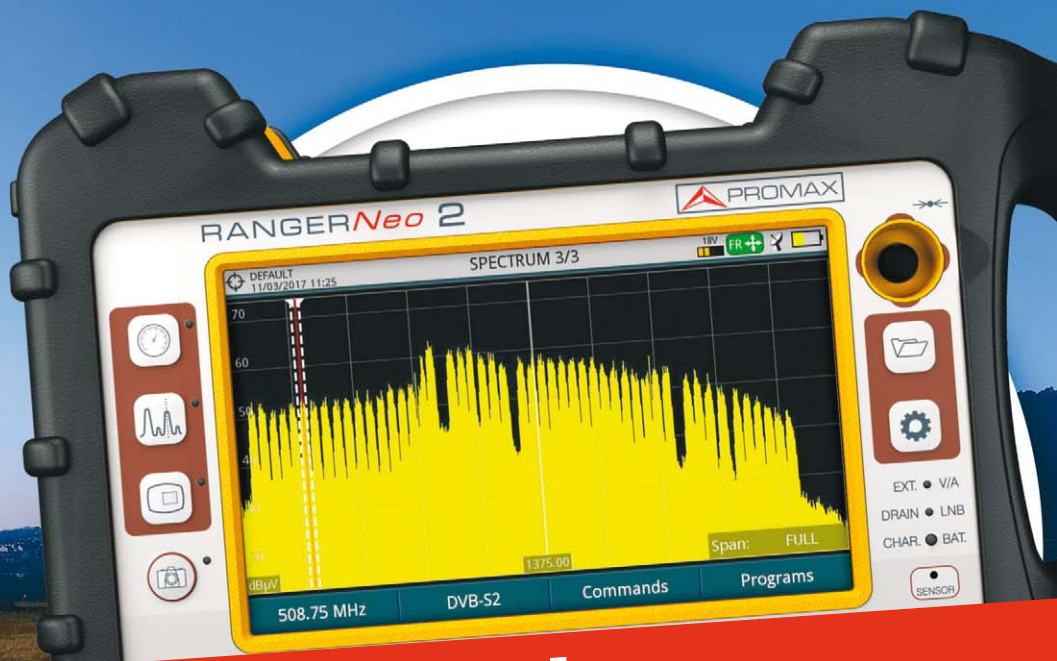 RANGERNeo 2
PROMAX
DEFAULT
11/03/2017 11:25
SPECTRUM 3/3
18V
FR
70
60
50
dBµV
1375.00
Span: FULL
508.75 MHz
DVB-S2
Commands
Programs
EXT. V/A
DRAIN LNB
CHAR. BAT.
SENSOR